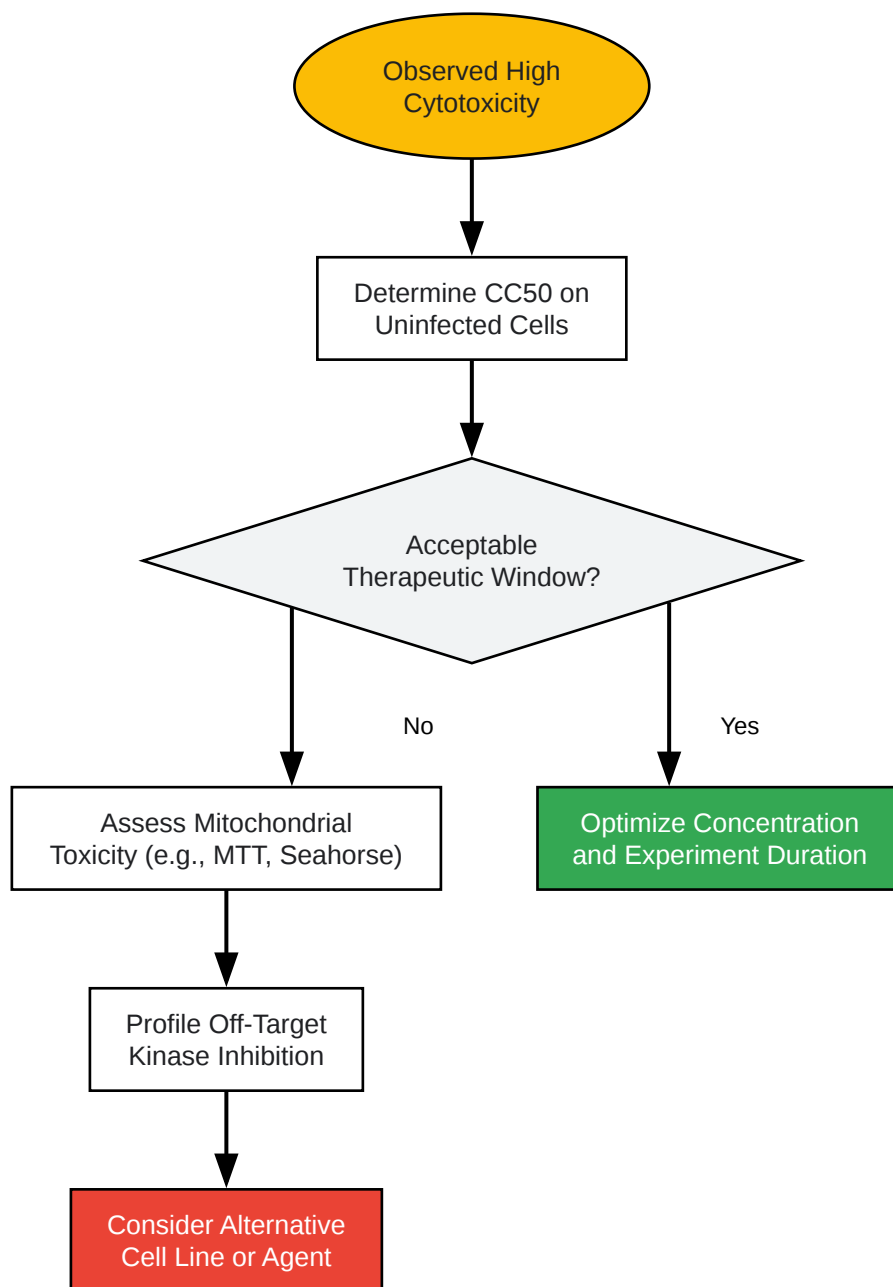 Observed High
Cytotoxicity
Determine CC50 on
Uninfected Cells
Acceptable
Therapeutic Window?
No
Yes
Assess Mitochondrial
Toxicity (e.g., MTT, Seahorse)
Optimize Concentration
and Experiment Duration
Profile Off-Target
Kinase Inhibition
Consider Alternative
Cell Line or Agent